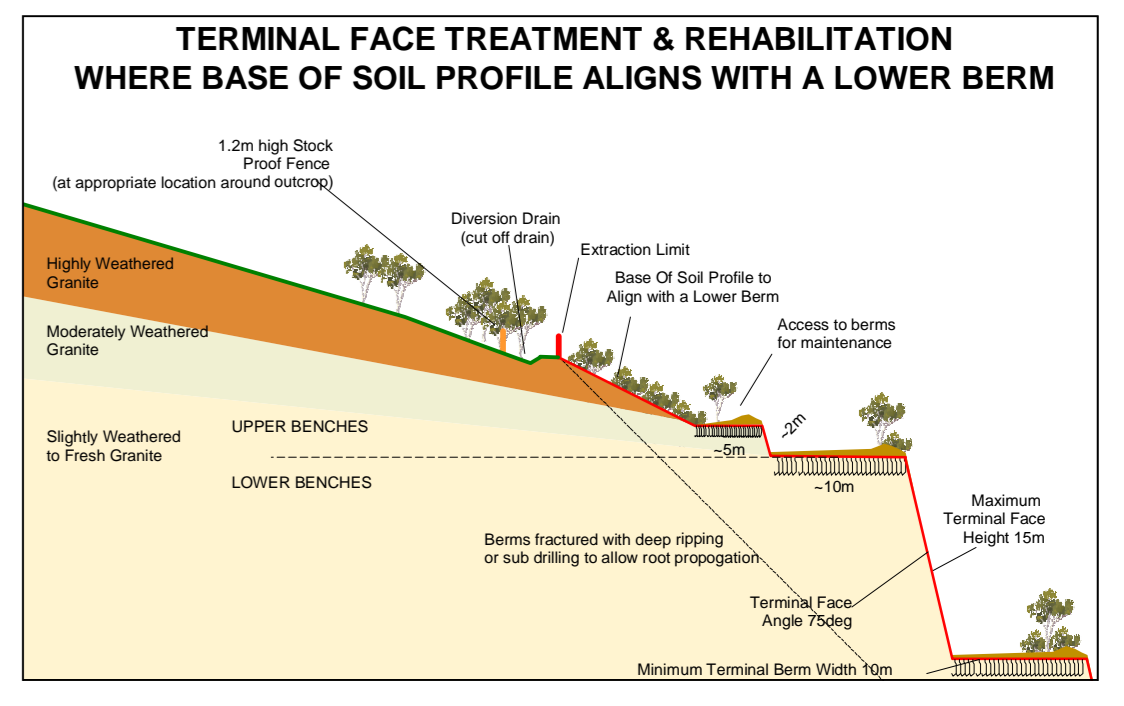 TERMINAL FACE TREATMENT & REHABILITATION
WHERE BASE OF SOIL PROFILE ALIGNS WITH A LOWER BERM
1.2m high Stock
Proof Fence
(at appropriate location around outcrop)
Diversion Drain
(cut off drain)
Extraction Limit
Base Of Soil Profile to
Align with a Lower Berm
Access to berms
for maintenance
Highly Weathered
Granite
Moderately Weathered
Granite
Slightly Weathered
to Fresh Granite
UPPER BENCHES
LOWER BENCHES
~5m
~2m
~10m
Maximum
Terminal Face
Height 15m
Berms fractured with deep ripping
or sub drilling to allow root propogation
Terminal Face
Angle 75deg
Minimum Terminal Berm Width 10m